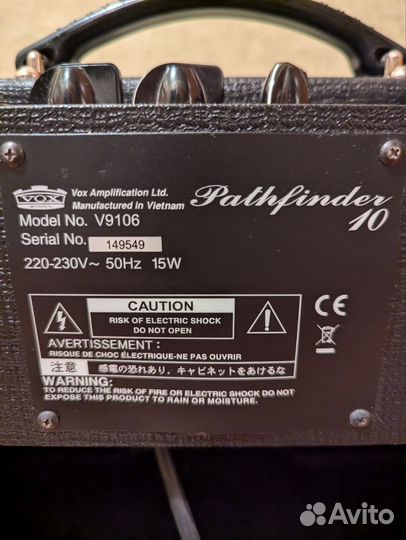 VOX
Vox Amplification Ltd.
Manufactured in Vietnam
Pathfinder
10
Model No. V9106
Serial No. 149549
220-230V~ 50Hz 15W
CAUTION
RISK OF ELECTRIC SHOCK
DO NOT OPEN
CE
AVERTISSEMENT:
RISQUE DE CHOC ÉLECTRIQUE-NE PAS OUVRIR
注意 感電の恐れあり、キャビネットをあけるな
WARNING:
TO REDUCE THE RISK OF FIRE OR ELECTRIC SHOCK DO NOT
EXPOSE THIS PRODUCT TO RAIN OR MOISTURE.
Avito